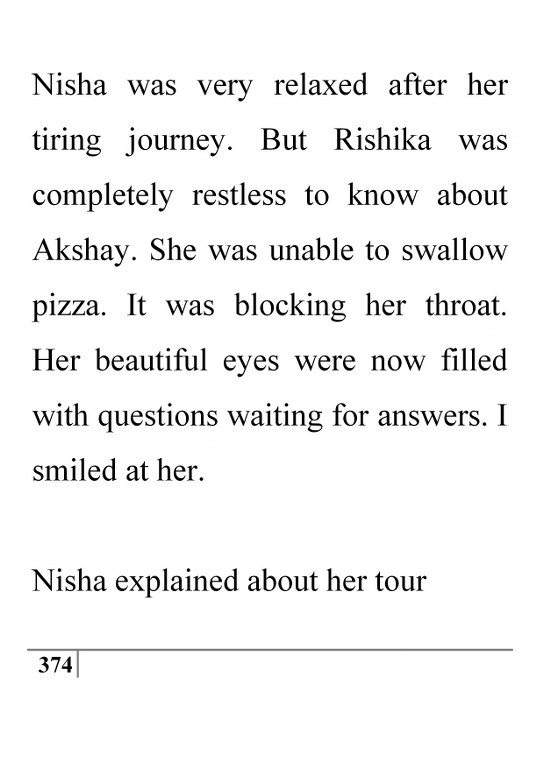 Nisha was very relaxed after her
tiring journey. But Rishika was
completely restless to know about
Akshay. She was unable to swallow
pizza. It was blocking her throat.
Her beautiful eyes were now filled
with questions waiting for answers. I
smiled at her.
Nisha explained about her tour
374